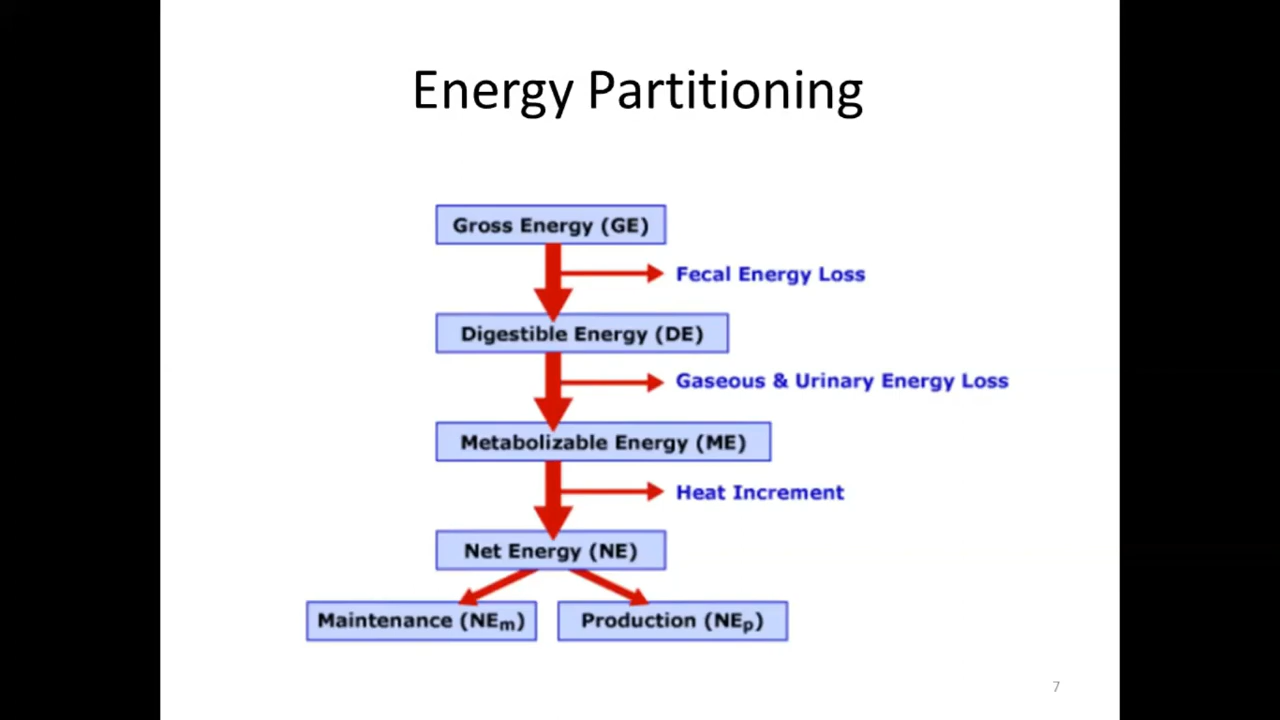 Energy Partitioning
Gross Energy (GE)
Fecal Energy Loss
Digestible Energy (DE)
Gaseous & Urinary Energy Loss
Metabolizable Energy (ME)
Heat Increment
Net Energy (NE)
Maintenance (NEm)
Production (NEp)
7